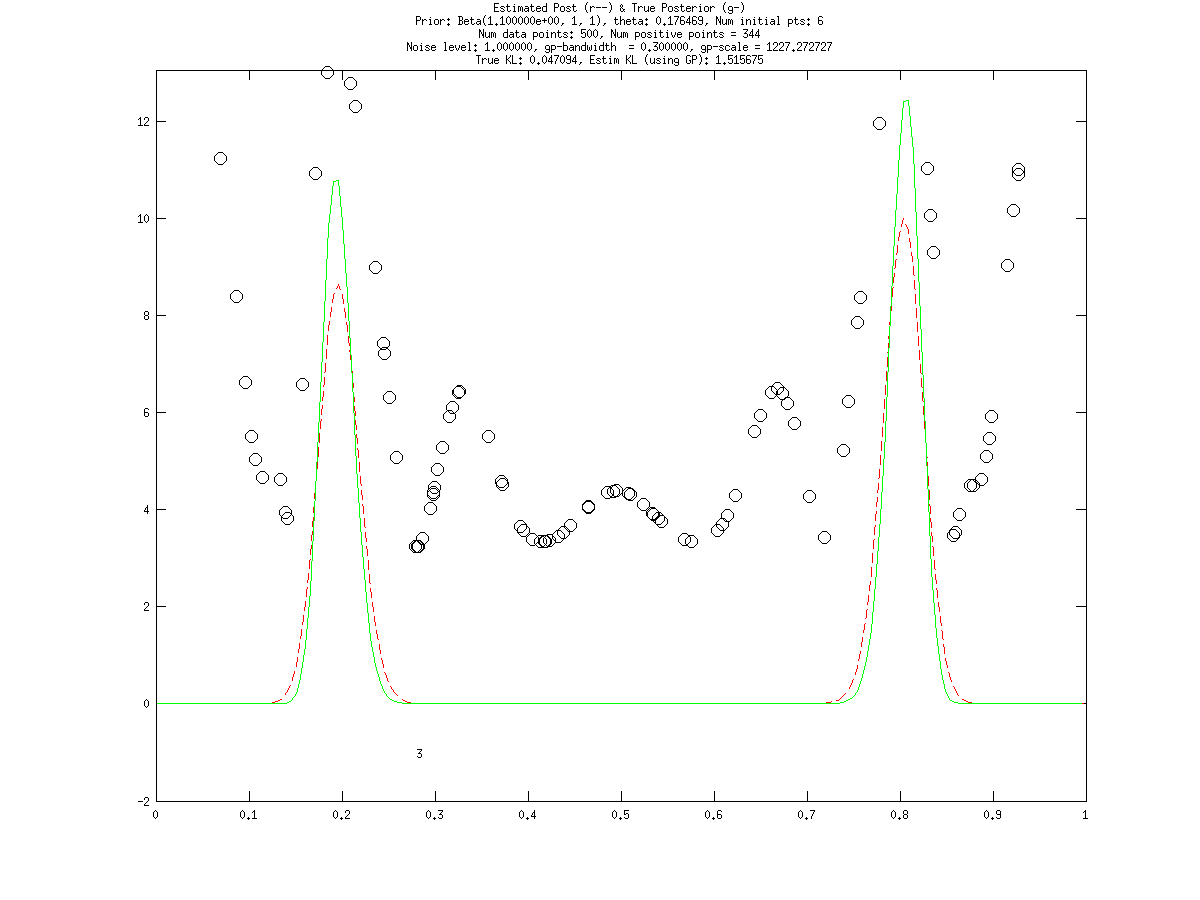 Estimated Post (r--) & True Posterior (g-)
Prior: Beta(1.100000e+00, 1, 1), theta: 0.176469, Num initial pts: 6
Num data points: 500, Num positive points = 344
Noise level: 1.000000, gp-bandwidth  = 0.300000, gp-scale = 1227.272727
True KL: 0.047094, Estim KL (using GP): 1.515675
12
10
8
6
4
2
0
3
-2
0 0.1 0.2 0.3 0.4 0.5 0.6 0.7 0.8 0.9 1